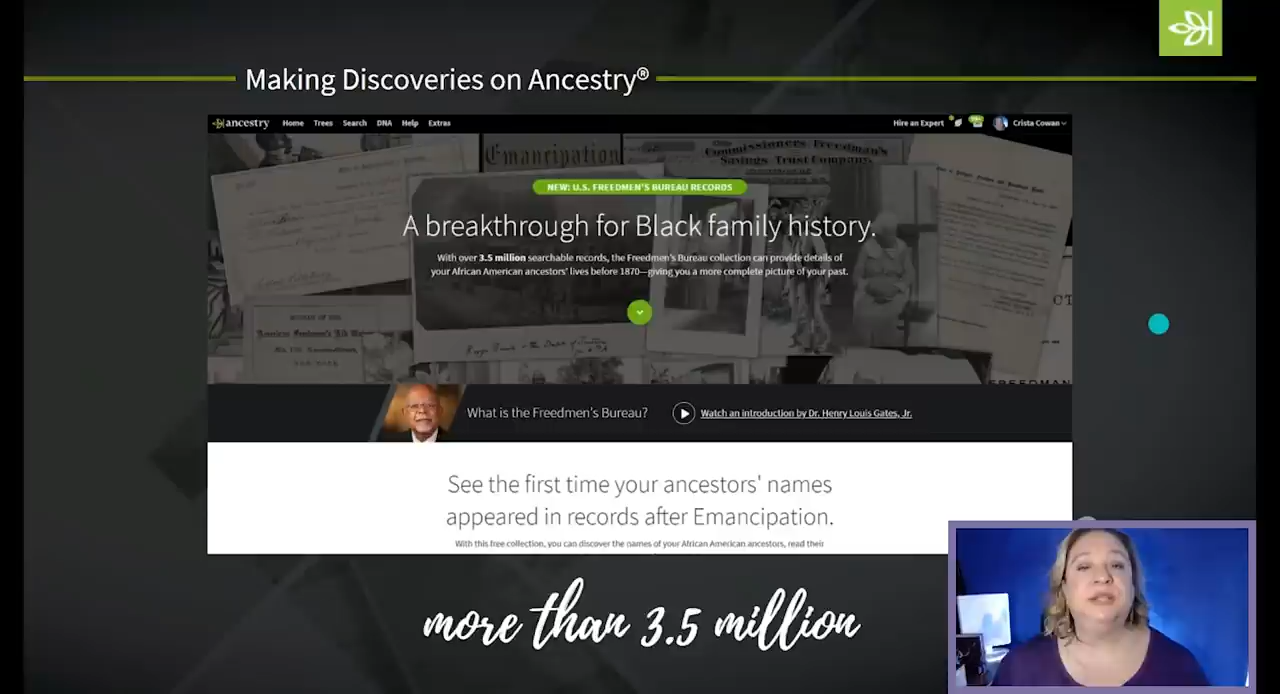 Making Discoveries on Ancestry®
ancestry Home Trees Search DNA Help Extras Hire an Expert Crista Cowan
Emancipation
Commissioners Freedman's
Savings Trust Company.
NEW: U.S. FREEDMEN'S BUREAU RECORDS
A breakthrough for Black family history.
With over 3.5 million searchable records, the Freedmen's Bureau collection can provide details of
your African American ancestors' lives before 1870—giving you a more complete picture of your past.
What is the Freedmen's Bureau? Watch an introduction by Dr. Henry Louis Gates, Jr.
See the first time your ancestors' names
appeared in records after Emancipation.
With this free collection, you can discover the names of your African American ancestors, read their
more than 3.5 million